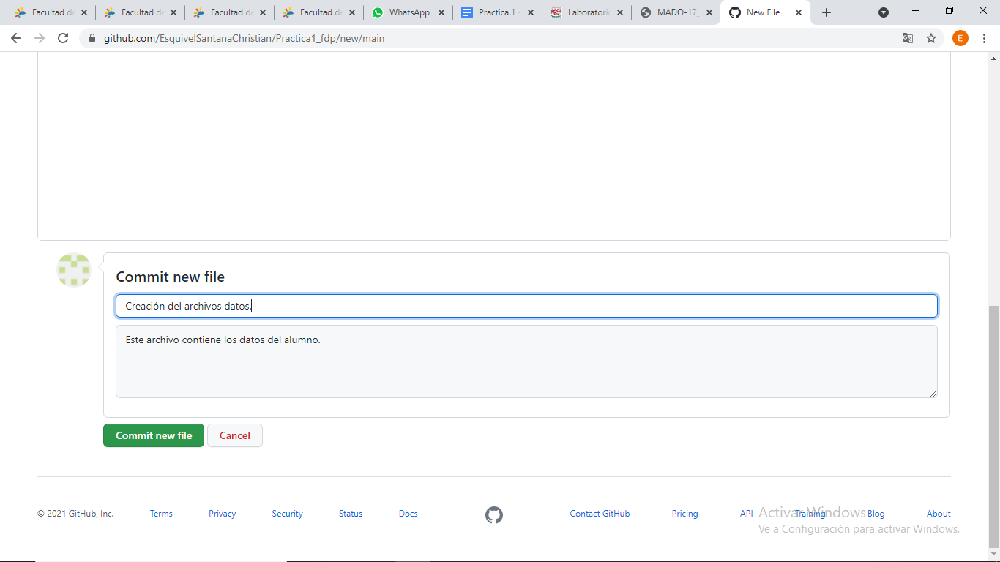 Facultad de
Facultad de
Facultad de
Facultad de
WhatsApp
Practica.1 -
Laboratorio
MADO-17_
New File
github.com/EsquivelSantanaChristian/Practica1_fdp/new/main
E
Commit new file
Creación del archivos datos.
Este archivo contiene los datos del alumno.
Commit new file
Cancel
© 2021 GitHub, Inc.
Terms
Privacy
Security
Status
Docs
Contact GitHub
Pricing
API
Training
Blog
About
Activar Windows
Ve a Configuración para activar Windows.